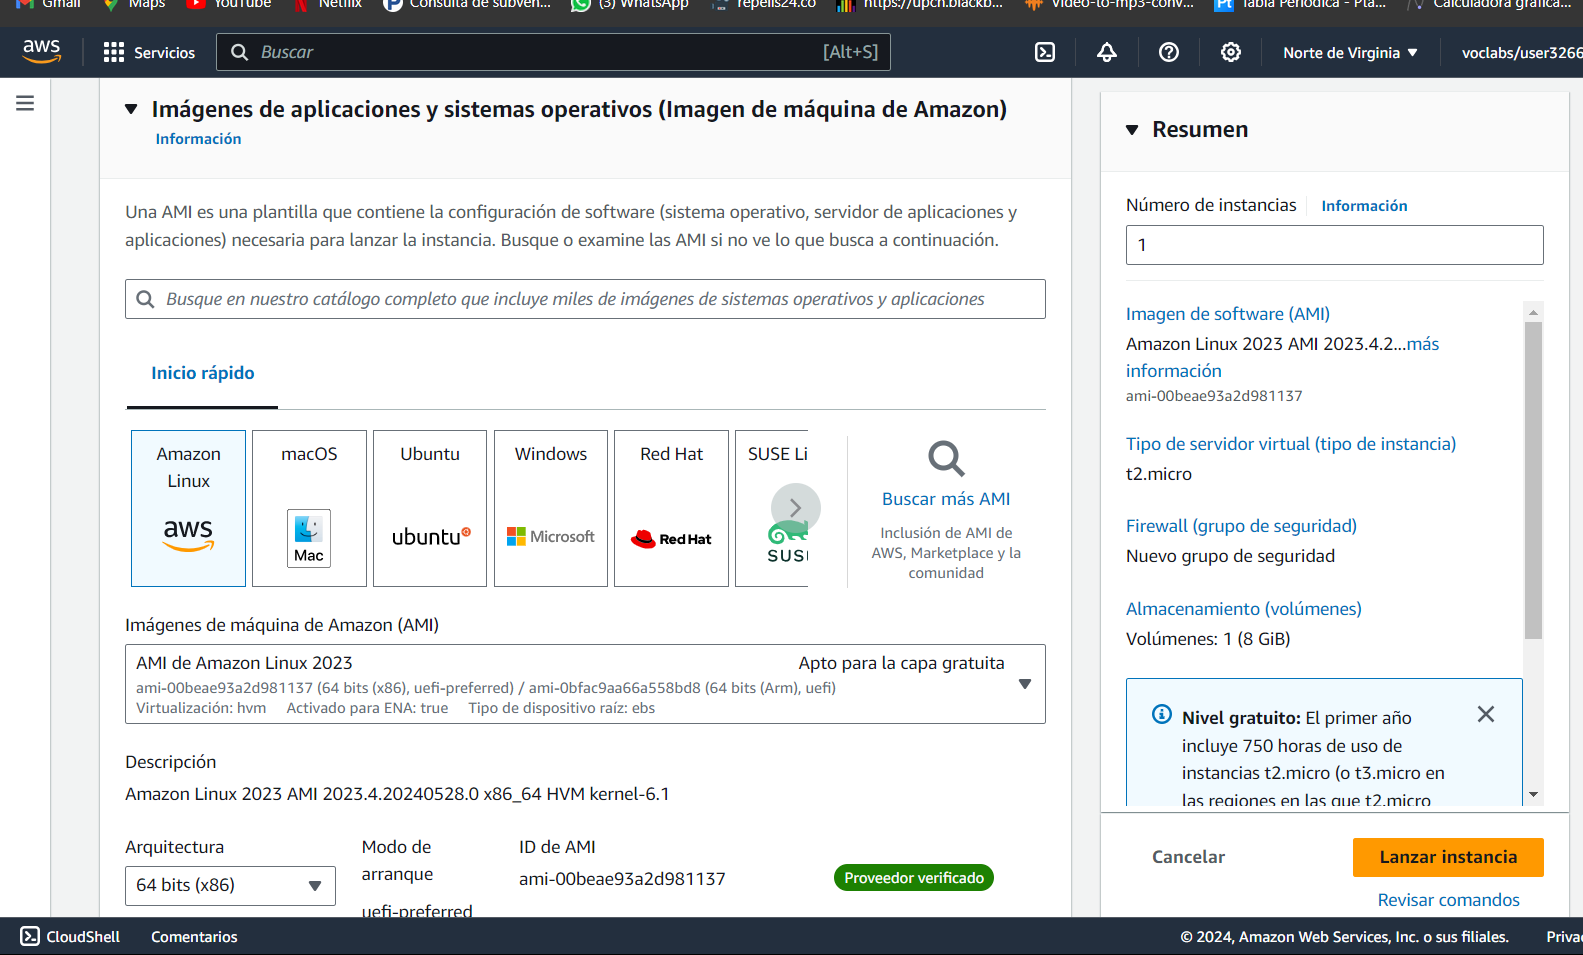 Gmail Maps YouTube Netflix Consulta de subven... (3) WhatsApp repelis24.co https://upcn.blackb... video-to-mp3-conv... Tabla Periódica - Pta... Calculadora gráfica...
aws Servicios Buscar [Alt+S] Norte de Virginia voclabs/user3266
Imágenes de aplicaciones y sistemas operativos (Imagen de máquina de Amazon)
Información
Una AMI es una plantilla que contiene la configuración de software (sistema operativo, servidor de aplicaciones y
aplicaciones) necesaria para lanzar la instancia. Busque o examine las AMI si no ve lo que busca a continuación.
Busque en nuestro catálogo completo que incluye miles de imágenes de sistemas operativos y aplicaciones
Inicio rápido
Amazon
Linux
aws
macOS
Mac
Ubuntu
ubuntu
Windows
Microsoft
Red Hat
Red Hat
SUSE Li
SUS
Buscar más AMI
Inclusión de AMI de
AWS, Marketplace y la
comunidad
Imágenes de máquina de Amazon (AMI)
AMI de Amazon Linux 2023 Apto para la capa gratuita
ami-00beae93a2d981137 (64 bits (x86), uefi-preferred) / ami-0bfac9aa66a558bd8 (64 bits (Arm), uefi)
Virtualización: hvm Activado para ENA: true Tipo de dispositivo raíz: ebs
Descripción
Amazon Linux 2023 AMI 2023.4.20240528.0 x86_64 HVM kernel-6.1
Arquitectura
64 bits (x86)
Modo de
arranque
uefi-preferred
ID de AMI
ami-00beae93a2d981137
Proveedor verificado
Resumen
Número de instancias Información
1
Imagen de software (AMI)
Amazon Linux 2023 AMI 2023.4.2...más
información
ami-00beae93a2d981137
Tipo de servidor virtual (tipo de instancia)
t2.micro
Firewall (grupo de seguridad)
Nuevo grupo de seguridad
Almacenamiento (volúmenes)
Volúmenes: 1 (8 GiB)
Nivel gratuito: El primer año
incluye 750 horas de uso de
instancias t2.micro (o t3.micro en
las regiones en las que t2.micro
Cancelar Lanzar instancia
Revisar comandos
CloudShell Comentarios © 2024, Amazon Web Services, Inc. o sus filiales. Priva